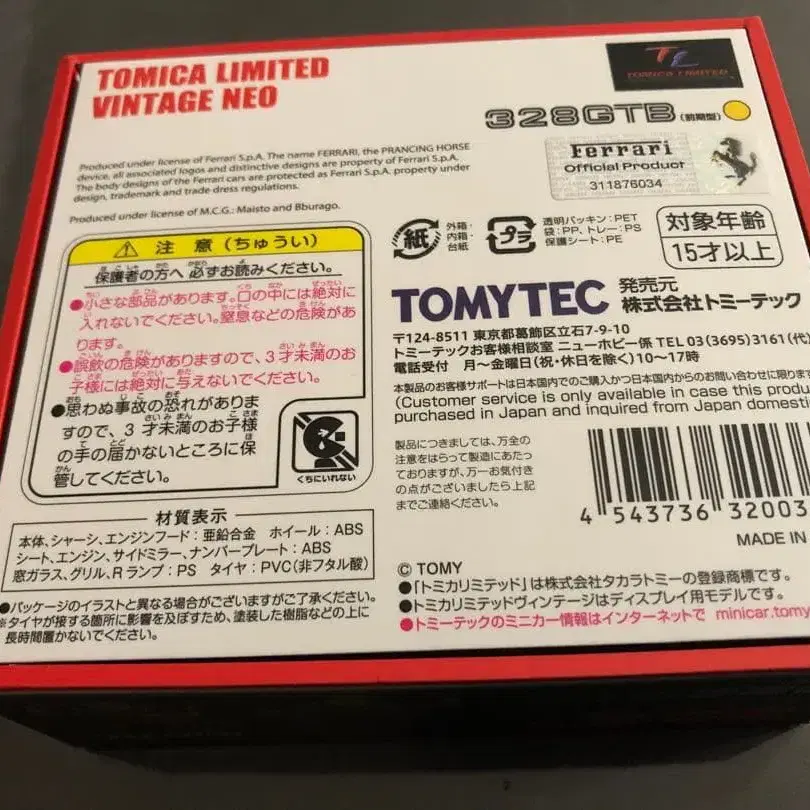 TOMICA LIMITED
VINTAGE NEO
TOMICA LIMITED
328GTB(前期型)
Produced under license of Ferrari S.p.A. The name FERRARI, the PRANCING HORSE
device, all associated logos and distinctive designs are property of Ferrari S.p.A.
The body designs of the Ferrari cars are protected as Ferrari S.p.A. property under
design, trademark and trade dress regulations.
Produced under license of M.C.G.: Maisto and Bburago.
Ferrari
Official Product
311876034
注 意(ちゅうい)
保護者の方へ 必ずお読みください。
●小さな部品があります。口の中には絶対に
入れないでください。窒息などの危険があ
ります。
●誤飲の危険がありますので、3才未満のお
子様には絶対に与えないでください。
●思わぬ事故の恐れがありま
すので、3才未満のお子様
の手の届かないところに保
管してください。
くちにいれない
紙
外箱・
内箱・
台紙
プラ
透明パッキン:PET
袋:PP、トレー:PS
保護シート:PE
対象年齢
15才以上
TOMYTEC
発売元
株式会社トミーテック
〒124-8511 東京都葛飾区立石7-9-10
トミーテックお客様相談室 ニューホビー係 TEL 03(3695)3161(代)
電話受付 月〜金曜日(祝・休日を除く)10〜17時
本製品のお客様サポートは日本国内でのご購入かつ日本国内からのお問い合わせに限ります
(Customer service is only available in case this produ
purchased in Japan and inquired from Japan domesti
製品につきましては、万全の
注意をはらって製造にあたっ
ておりますが、万一お気付き
の点がございましたら上記
までご連絡ください。
4 543736 32003
MADE IN
材質表示
本体、シャーシ、エンジンフード:亜鉛合金 ホイール:ABS
シート、エンジン、サイドミラー、ナンバープレート:ABS
窓ガラス、グリル、Rランプ:PS タイヤ:PVC(非フタル酸)
●パッケージのイラストと異なる場合がございますがご了承ください。
※タイヤが接する箇所に影響を及ぼすため、塗装した樹脂などの上に
長時間置かないでください。
© TOMY
●「トミカリミテッド」は株式会社タカラトミーの登録商標です。
●トミカリミテッドヴィンテージはディスプレイ用モデルです。
●トミーテックのミニカー情報はインターネットで minicar.tomy